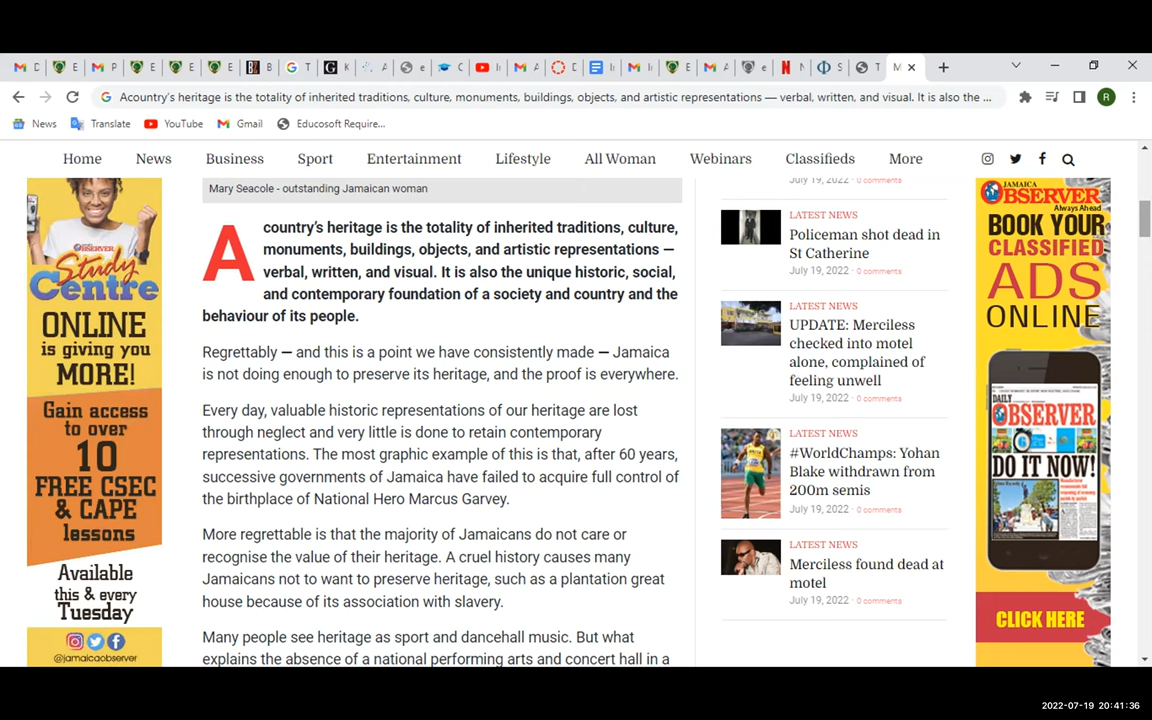 D
E
P
E
E
E
B
T
K
A
e
C
Ir
A
D
Ir
Ir
E
A
e
N
S
T
M
Acountry's heritage is the totality of inherited traditions, culture, monuments, buildings, objects, and artistic representations — verbal, written, and visual. It is also the ...
R
News
Translate
YouTube
Gmail
Educosoft Require...
Home
News
Business
Sport
Entertainment
Lifestyle
All Woman
Webinars
Classifieds
More
OBSERVER
Study
Centre
ONLINE
is giving you
MORE!
Gain access
to over
10
FREE CSEC
& CAPE
lessons
Available
this & every
Tuesday
@jamaicaobserver
Mary Seacole - outstanding Jamaican woman
A country's heritage is the totality of inherited traditions, culture,
monuments, buildings, objects, and artistic representations —
verbal, written, and visual. It is also the unique historic, social,
and contemporary foundation of a society and country and the
behaviour of its people.
Regrettably — and this is a point we have consistently made — Jamaica
is not doing enough to preserve its heritage, and the proof is everywhere.
Every day, valuable historic representations of our heritage are lost
through neglect and very little is done to retain contemporary
representations. The most graphic example of this is that, after 60 years,
successive governments of Jamaica have failed to acquire full control of
the birthplace of National Hero Marcus Garvey.
More regrettable is that the majority of Jamaicans do not care or
recognise the value of their heritage. A cruel history causes many
Jamaicans not to want to preserve heritage, such as a plantation great
house because of its association with slavery.
Many people see heritage as sport and dancehall music. But what
explains the absence of a national performing arts and concert hall in a
July 19, 2022 · 0 comments
LATEST NEWS
Policeman shot dead in
St Catherine
July 19, 2022 · 0 comments
LATEST NEWS
UPDATE: Merciless
checked into motel
alone, complained of
feeling unwell
July 19, 2022 · 0 comments
LATEST NEWS
#WorldChamps: Yohan
Blake withdrawn from
200m semis
July 19, 2022 · 0 comments
LATEST NEWS
Merciless found dead at
motel
July 19, 2022 · 0 comments
JAMAICA
OBSERVER
Always Ahead
BOOK YOUR
CLASSIFIED
ADS
ONLINE
DAILY
OBSERVER
DO IT NOW!
CLICK HERE
2022-07-19 20:41:36